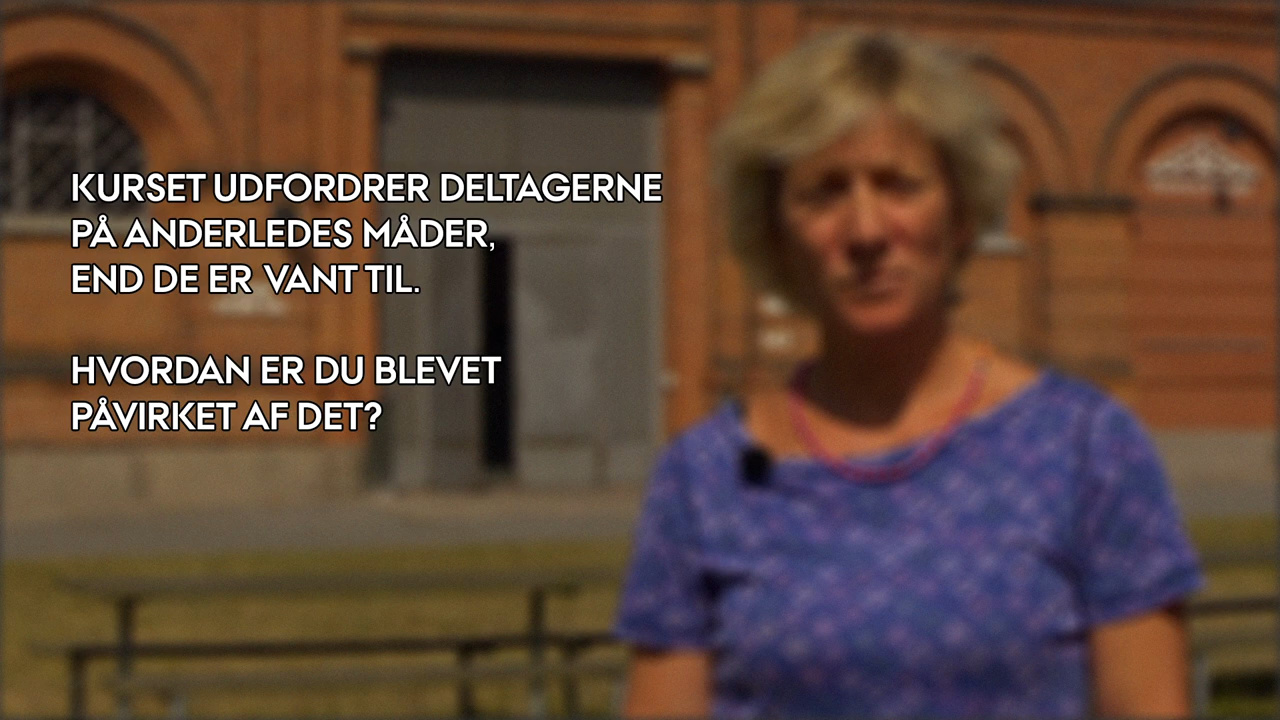 KURSET UDFORDRER DELTAGERNE
PÅ ANDERLEDES MÅDER,
END DE ER VANT TIL.
HVORDAN ER DU BLEVET
PÅVIRKET AF DET?